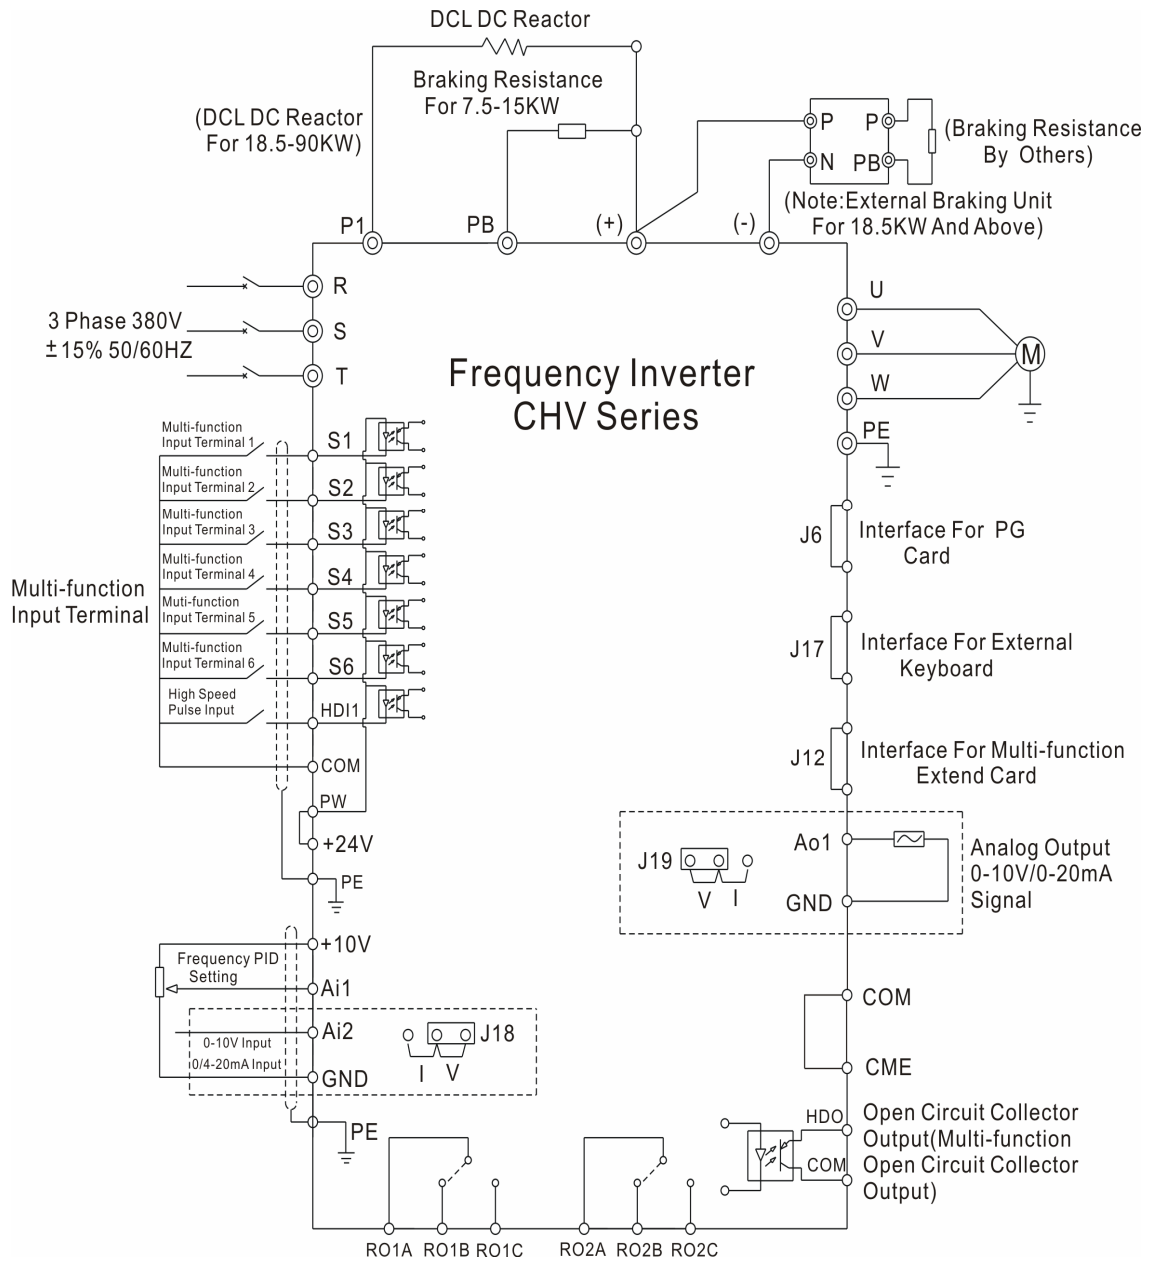 DCL DC Reactor
Braking Resistance
For 7.5-15KW
(DCL DC Reactor
For 18.5-90KW)
P
P
N
PB
(Braking Resistance
By Others)
(Note:External Braking Unit
For 18.5KW And Above)
P1
PB
(+)
(-)
R
S
T
3 Phase 380V
±15% 50/60HZ
U
V
W
M
PE
Frequency Inverter
CHV Series
Multi-function
Input Terminal 1
S1
Multi-function
Input Terminal 2
S2
Multi-function
Input Terminal 3
S3
Multi-function
Input Terminal 4
S4
Muti-function
Input Terminal 5
S5
Multi-function
Input Terminal 6
S6
High Speed
Pulse Input
HDI1
Multi-function
Input Terminal
COM
PW
+24V
PE
J6
Interface For PG
Card
J17
Interface For External
Keyboard
J12
Interface For Multi-function
Extend Card
J19
V
I
Ao1
GND
Analog Output
0-10V/0-20mA
Signal
+10V
Frequency PID
Setting
Ai1
Ai2
0-10V Input
0/4-20mA Input
GND
J18
I
V
PE
COM
CME
HDO
COM
Open Circuit Collector
Output(Multi-function
Open Circuit Collector
Output)
RO1A
RO1B
RO1C
RO2A
RO2B
RO2C